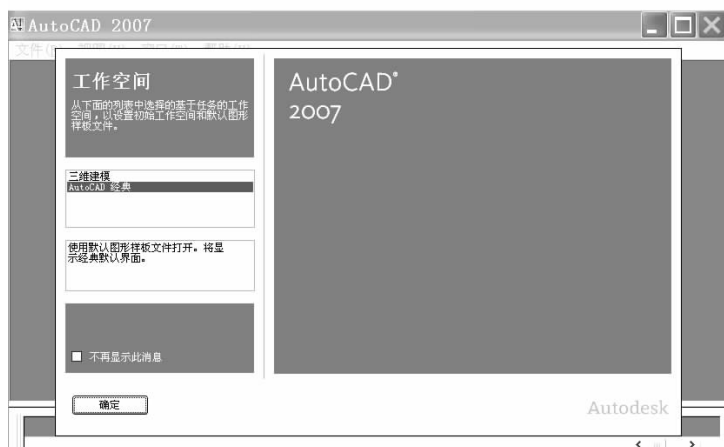 AutoCAD 2007
工作空间
从下面的列表中选择的基于任务的工作
空间，以设置初始工作空间和默认图形
样板文件。
三维建模
AutoCAD 经典
使用默认图形样板文件打开。将显
示经典默认界面。
不再显示此消息
确定
AutoCAD®
2007
Autodesk